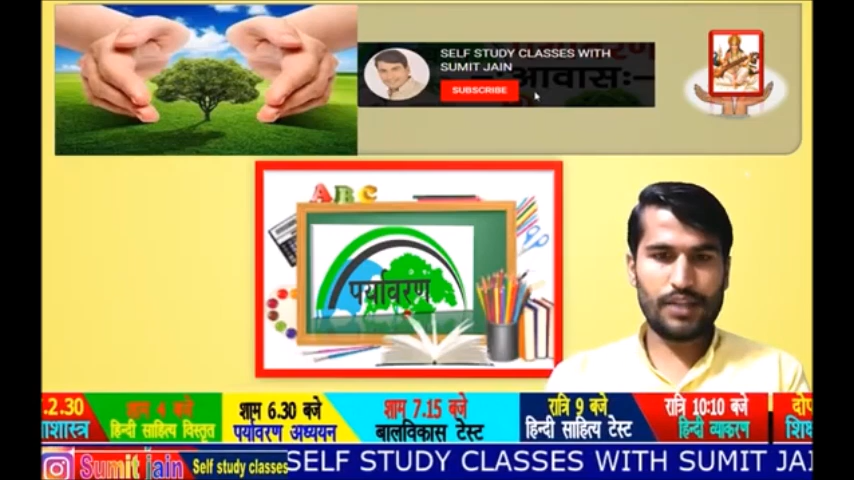 SELF STUDY CLASSES WITH
SUMIT JAIN
SUBSCRIBE
आवासः-
ABC
पर्यावरण
.2.30
शाम 4 बजे
हिन्दी साहित्य विस्तृत
शाम 6.30 बजे
पर्यावरण अध्ययन
शाम 7.15 बजे
बालविकास टेस्ट
रात्रि 9 बजे
हिन्दी साहित्य टेस्ट
रात्रि 10:10 बजे
हिन्दी व्याकरण
Sumit jain
Self study classes
SELF STUDY CLASSES WITH SUMIT JAI